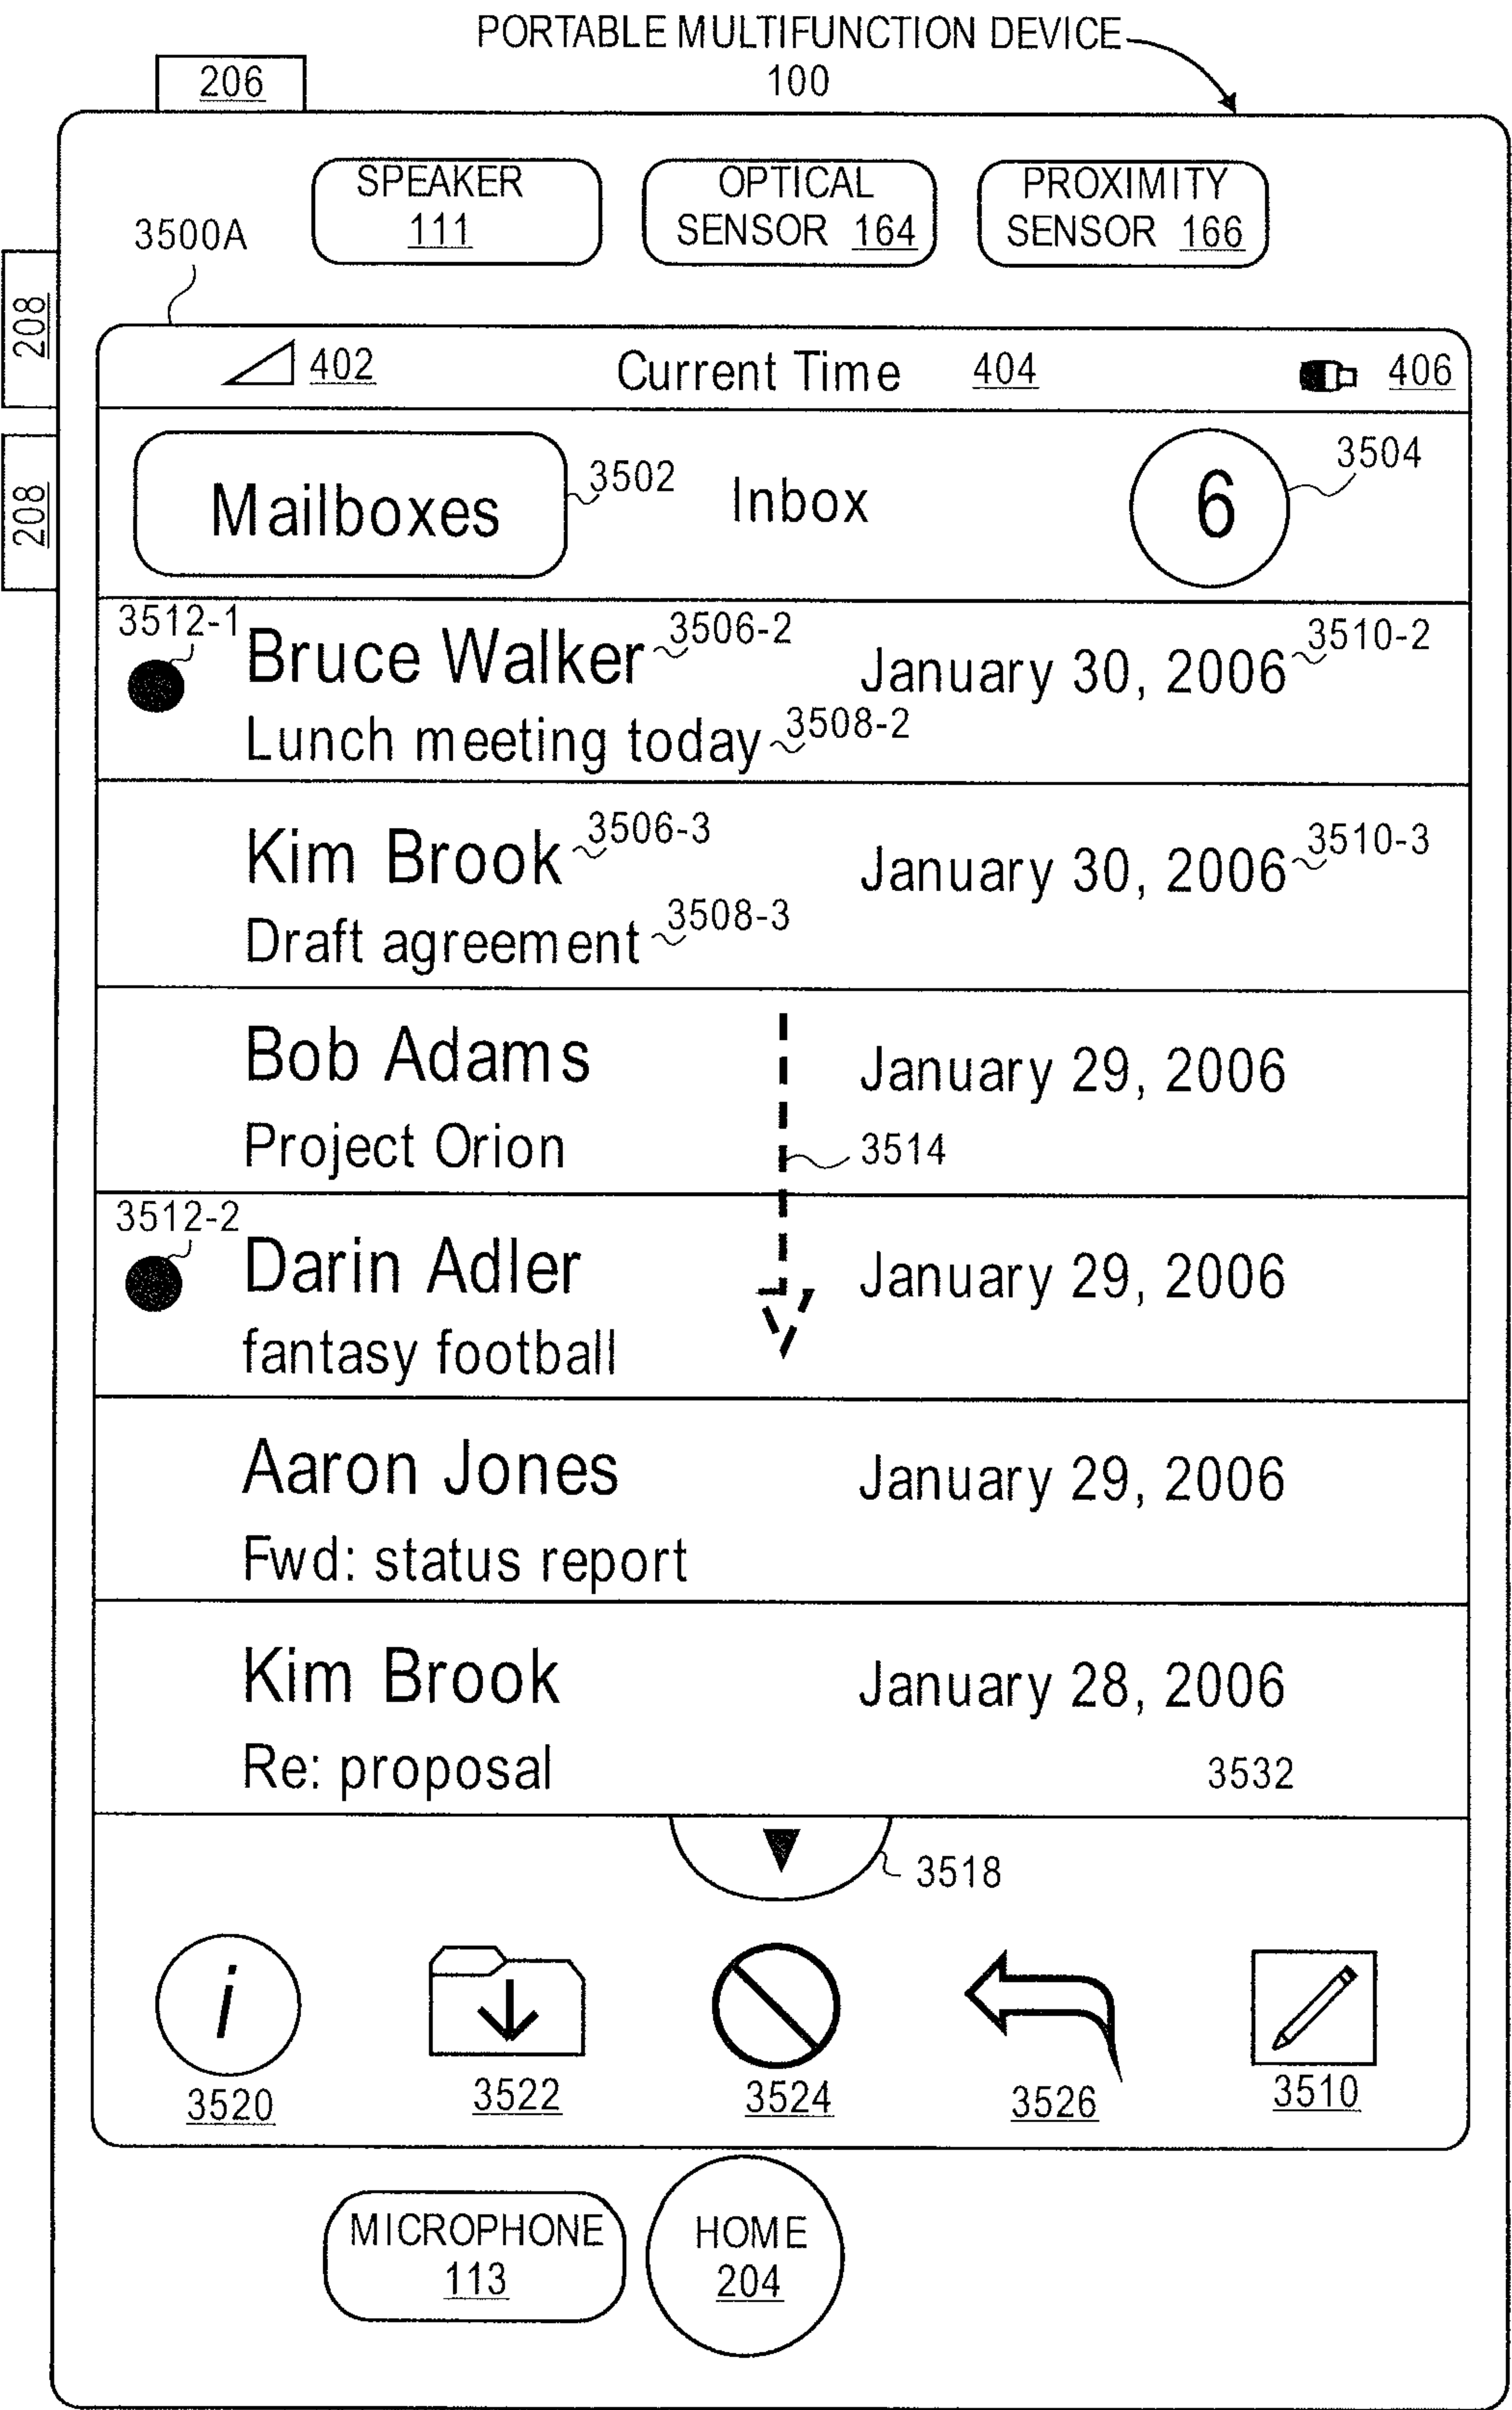 PORTABLE MULTIFUNCTION DEVICE
100
206
SPEAKER
111
OPTICAL
SENSOR 164
PROXIMITY
SENSOR 166
3500A
208
208
402 Current Time 404 406
Mailboxes 3502 Inbox 6 3504
3512-1 Bruce Walker 3506-2 January 30, 2006 3510-2
Lunch meeting today 3508-2
Kim Brook 3506-3 January 30, 2006 3510-3
Draft agreement 3508-3
Bob Adams January 29, 2006
Project Orion 3514
3512-2 Darin Adler January 29, 2006
fantasy football
Aaron Jones January 29, 2006
Fwd: status report
Kim Brook January 28, 2006
Re: proposal 3532
3518
i
3520 3522 3524 3526 3510
MICROPHONE
113
HOME
204